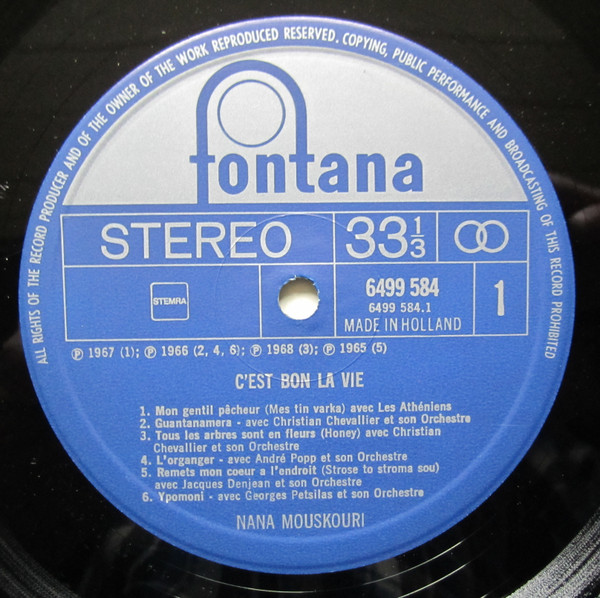 ALL RIGHTS OF THE RECORD PRODUCER AND OF THE OWNER OF THE WORK REPRODUCED RESERVED. COPYING, PUBLIC PERFORMANCE AND BROADCASTING OF THIS RECORD PROHIBITED
fontana
STEREO 33 1/3
STEMRA
6499 584
6499 584.1
MADE IN HOLLAND
1
Ⓟ 1967 (1); Ⓟ 1966 (2, 4, 6); Ⓟ 1968 (3); Ⓟ 1965 (5)
C'EST BON LA VIE
1. Mon gentil pêcheur (Mes tin varka) avec Les Athéniens
2. Guantanamera - avec Christian Chevallier et son Orchestre
3. Tous les arbres sont en fleurs (Honey) avec Christian
Chevallier et son Orchestre
4. L'organger - avec André Popp et son Orchestre
5. Remets mon coeur a l'endroit (Strose to stroma sou)
avec Jacques Denjean et son Orchestre
6. Ypomoni - avec Georges Petsilas et son Orchestre
NANA MOUSKOURI